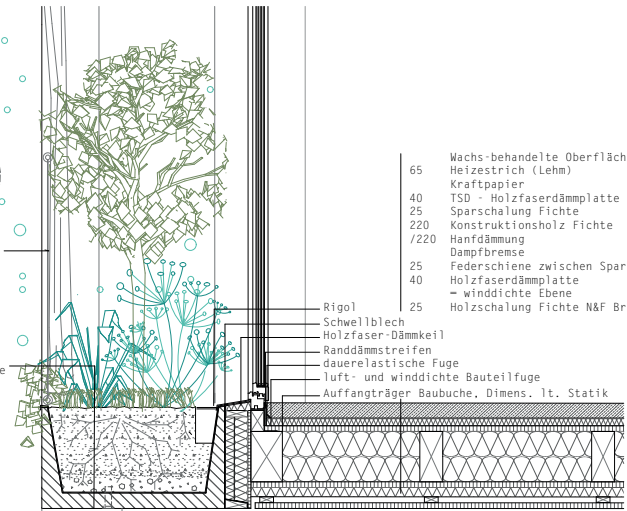 Wachs-behandelte Oberfläch
65 Heizestrich (Lehm)
Kraftpapier
40 TSD - Holzfaserdämmplatte
25 Sparschalung Fichte
220 Konstruktionsholz Fichte
/220 Hanfdämmung
Dampfbremse
25 Federschiene zwischen Spar
40 Holzfaserdämmplatte
= winddichte Ebene
25 Holzschalung Fichte N&F Br
Rigol
Schwellblech
Holzfaser-Dämmkeil
Randdämmstreifen
dauerelastische Fuge
luft- und winddichte Bauteilfuge
Auffangträger Baubuche, Dimens. lt. Statik
e